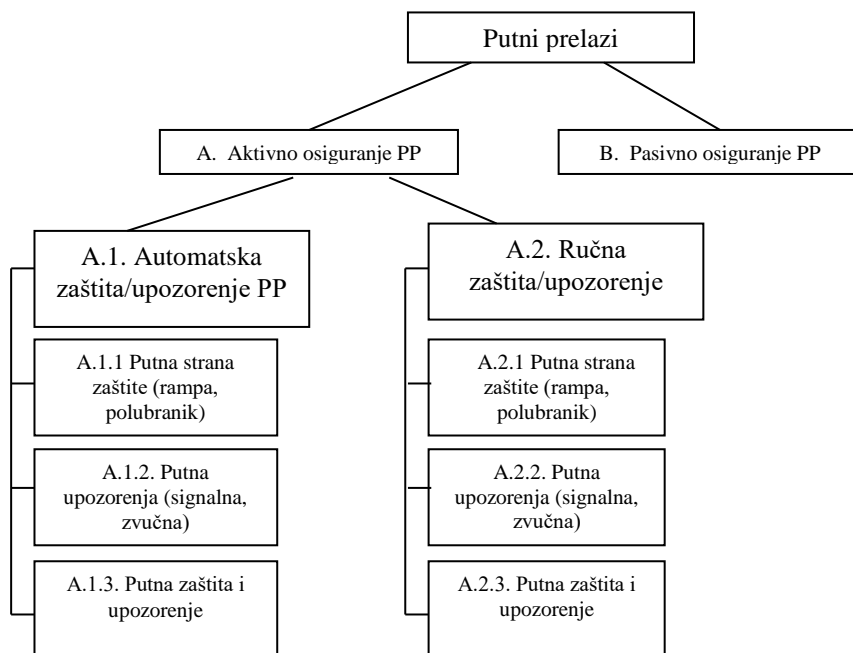 Putni prelazi
A. Aktivno osiguranje PP
B. Pasivno osiguranje PP
A.1. Automatska
zaštita/upozorenje PP
A.1.1 Putna strana
zaštite (rampa,
polubranik)
A.1.2. Putna
upozorenja (signalna,
zvučna)
A.1.3. Putna zaštita i
upozorenje
A.2. Ručna
zaštita/upozorenje
A.2.1 Putna strana
zaštite (rampa,
polubranik)
A.2.2. Putna
upozorenja (signalna,
zvučna)
A.2.3. Putna zaštita i
upozorenje